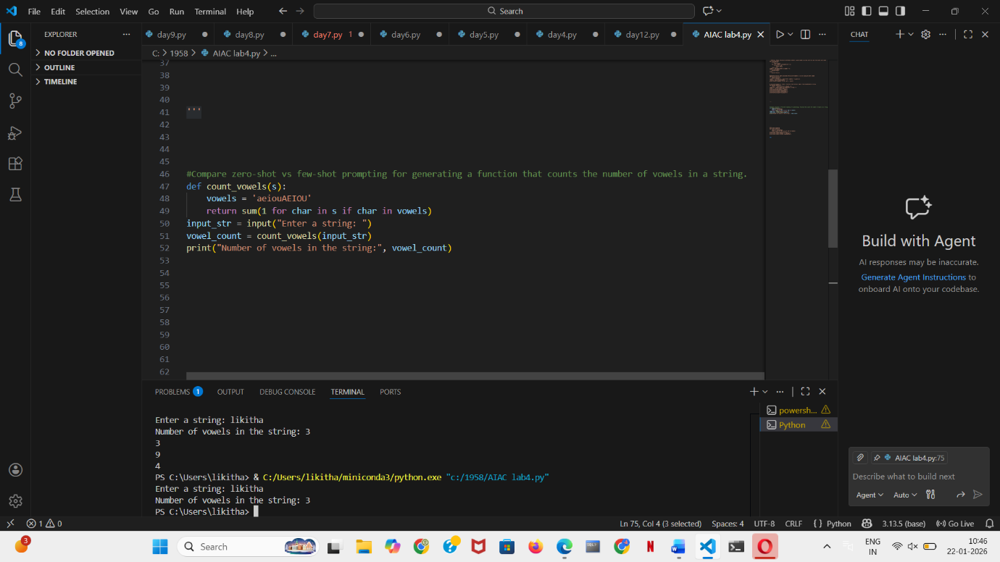 File Edit Selection View Go Run Terminal Help
Search
EXPLORER
8
NO FOLDER OPENED
OUTLINE
TIMELINE
day9.py day8.py day7.py 1 day6.py day5.py day4.py day12.py AIAC lab4.py
C: > 1958 > AIAC lab4.py > ...
37
38
39
40
41 '''
42
43
44
45
46 #Compare zero-shot vs few-shot prompting for generating a function that counts the number of vowels in a string.
47 def count_vowels(s):
48     vowels = 'aeiouAEIOU'
49     return sum(1 for char in s if char in vowels)
50 input_str = input("Enter a string: ")
51 vowel_count = count_vowels(input_str)
52 print("Number of vowels in the string:", vowel_count)
53
54
55
56
57
58
59
60
61
62
PROBLEMS 1 OUTPUT DEBUG CONSOLE TERMINAL PORTS
Enter a string: likitha
Number of vowels in the string: 3
3
9
4
PS C:\Users\likitha> & C:/Users/likitha/miniconda3/python.exe "c:/1958/AIAC lab4.py"
Enter a string: likitha
Number of vowels in the string: 3
PS C:\Users\likitha>
powersh...
Python
CHAT
Build with Agent
AI responses may be inaccurate.
Generate Agent Instructions to
onboard AI onto your codebase.
AIAC lab4.py:75
Describe what to build next
Agent Auto
1 0
Ln 75, Col 4 (3 selected) Spaces: 4 UTF-8 CRLF Python 3.13.5 (base) Go Live
3
Search
ENG
IN
10:46
22-01-2026